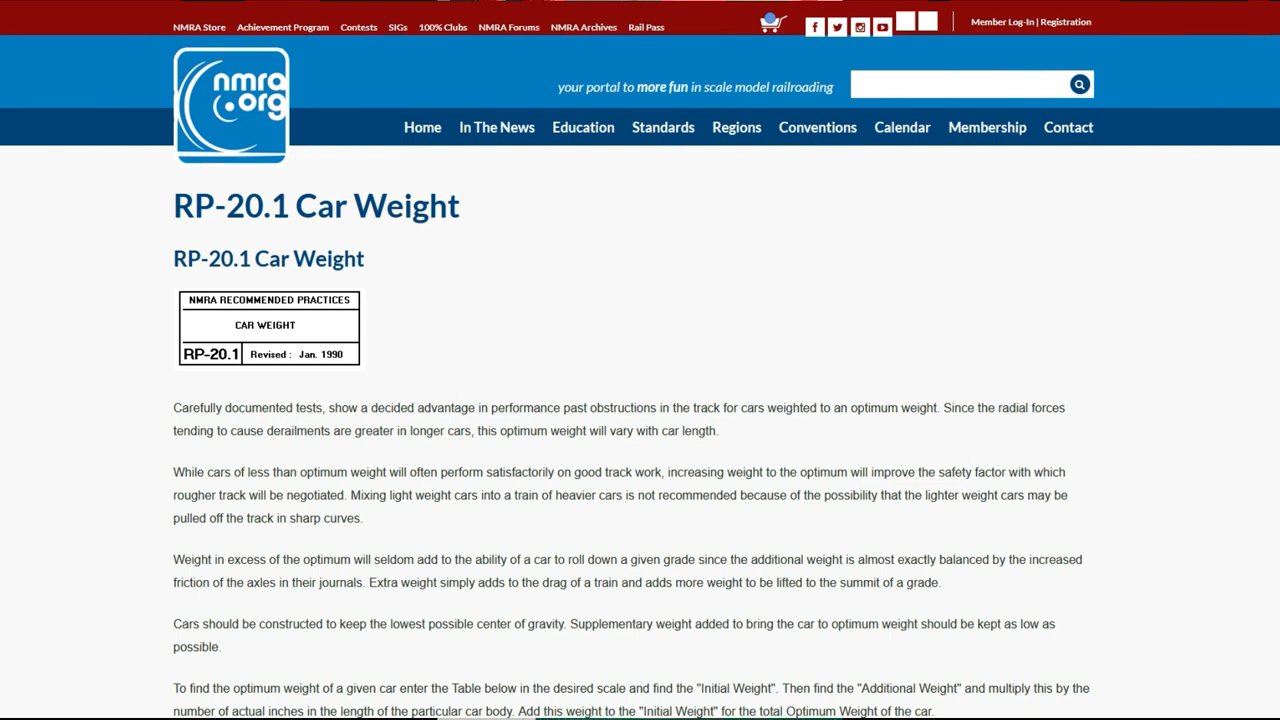 NMRA Store Achievement Program Contests SIGs 100% Clubs NMRA Forums NMRA Archives Rail Pass Member Log-In | Registration
nmra
.org
your portal to more fun in scale model railroading
Home In The News Education Standards Regions Conventions Calendar Membership Contact
RP-20.1 Car Weight
RP-20.1 Car Weight
NMRA RECOMMENDED PRACTICES
CAR WEIGHT
RP-20.1 Revised : Jan. 1990
Carefully documented tests, show a decided advantage in performance past obstructions in the track for cars weighted to an optimum weight. Since the radial forces
tending to cause derailments are greater in longer cars, this optimum weight will vary with car length.
While cars of less than optimum weight will often perform satisfactorily on good track work, increasing weight to the optimum will improve the safety factor with which
rougher track will be negotiated. Mixing light weight cars into a train of heavier cars is not recommended because of the possibility that the lighter weight cars may be
pulled off the track in sharp curves.
Weight in excess of the optimum will seldom add to the ability of a car to roll down a given grade since the additional weight is almost exactly balanced by the increased
friction of the axles in their journals. Extra weight simply adds to the drag of a train and adds more weight to be lifted to the summit of a grade.
Cars should be constructed to keep the lowest possible center of gravity. Supplementary weight added to bring the car to optimum weight should be kept as low as
possible.
To find the optimum weight of a given car enter the Table below in the desired scale and find the "Initial Weight". Then find the "Additional Weight" and multiply this by the
number of actual inches in the length of the particular car body. Add this weight to the "Initial Weight" for the total Optimum Weight of the car.